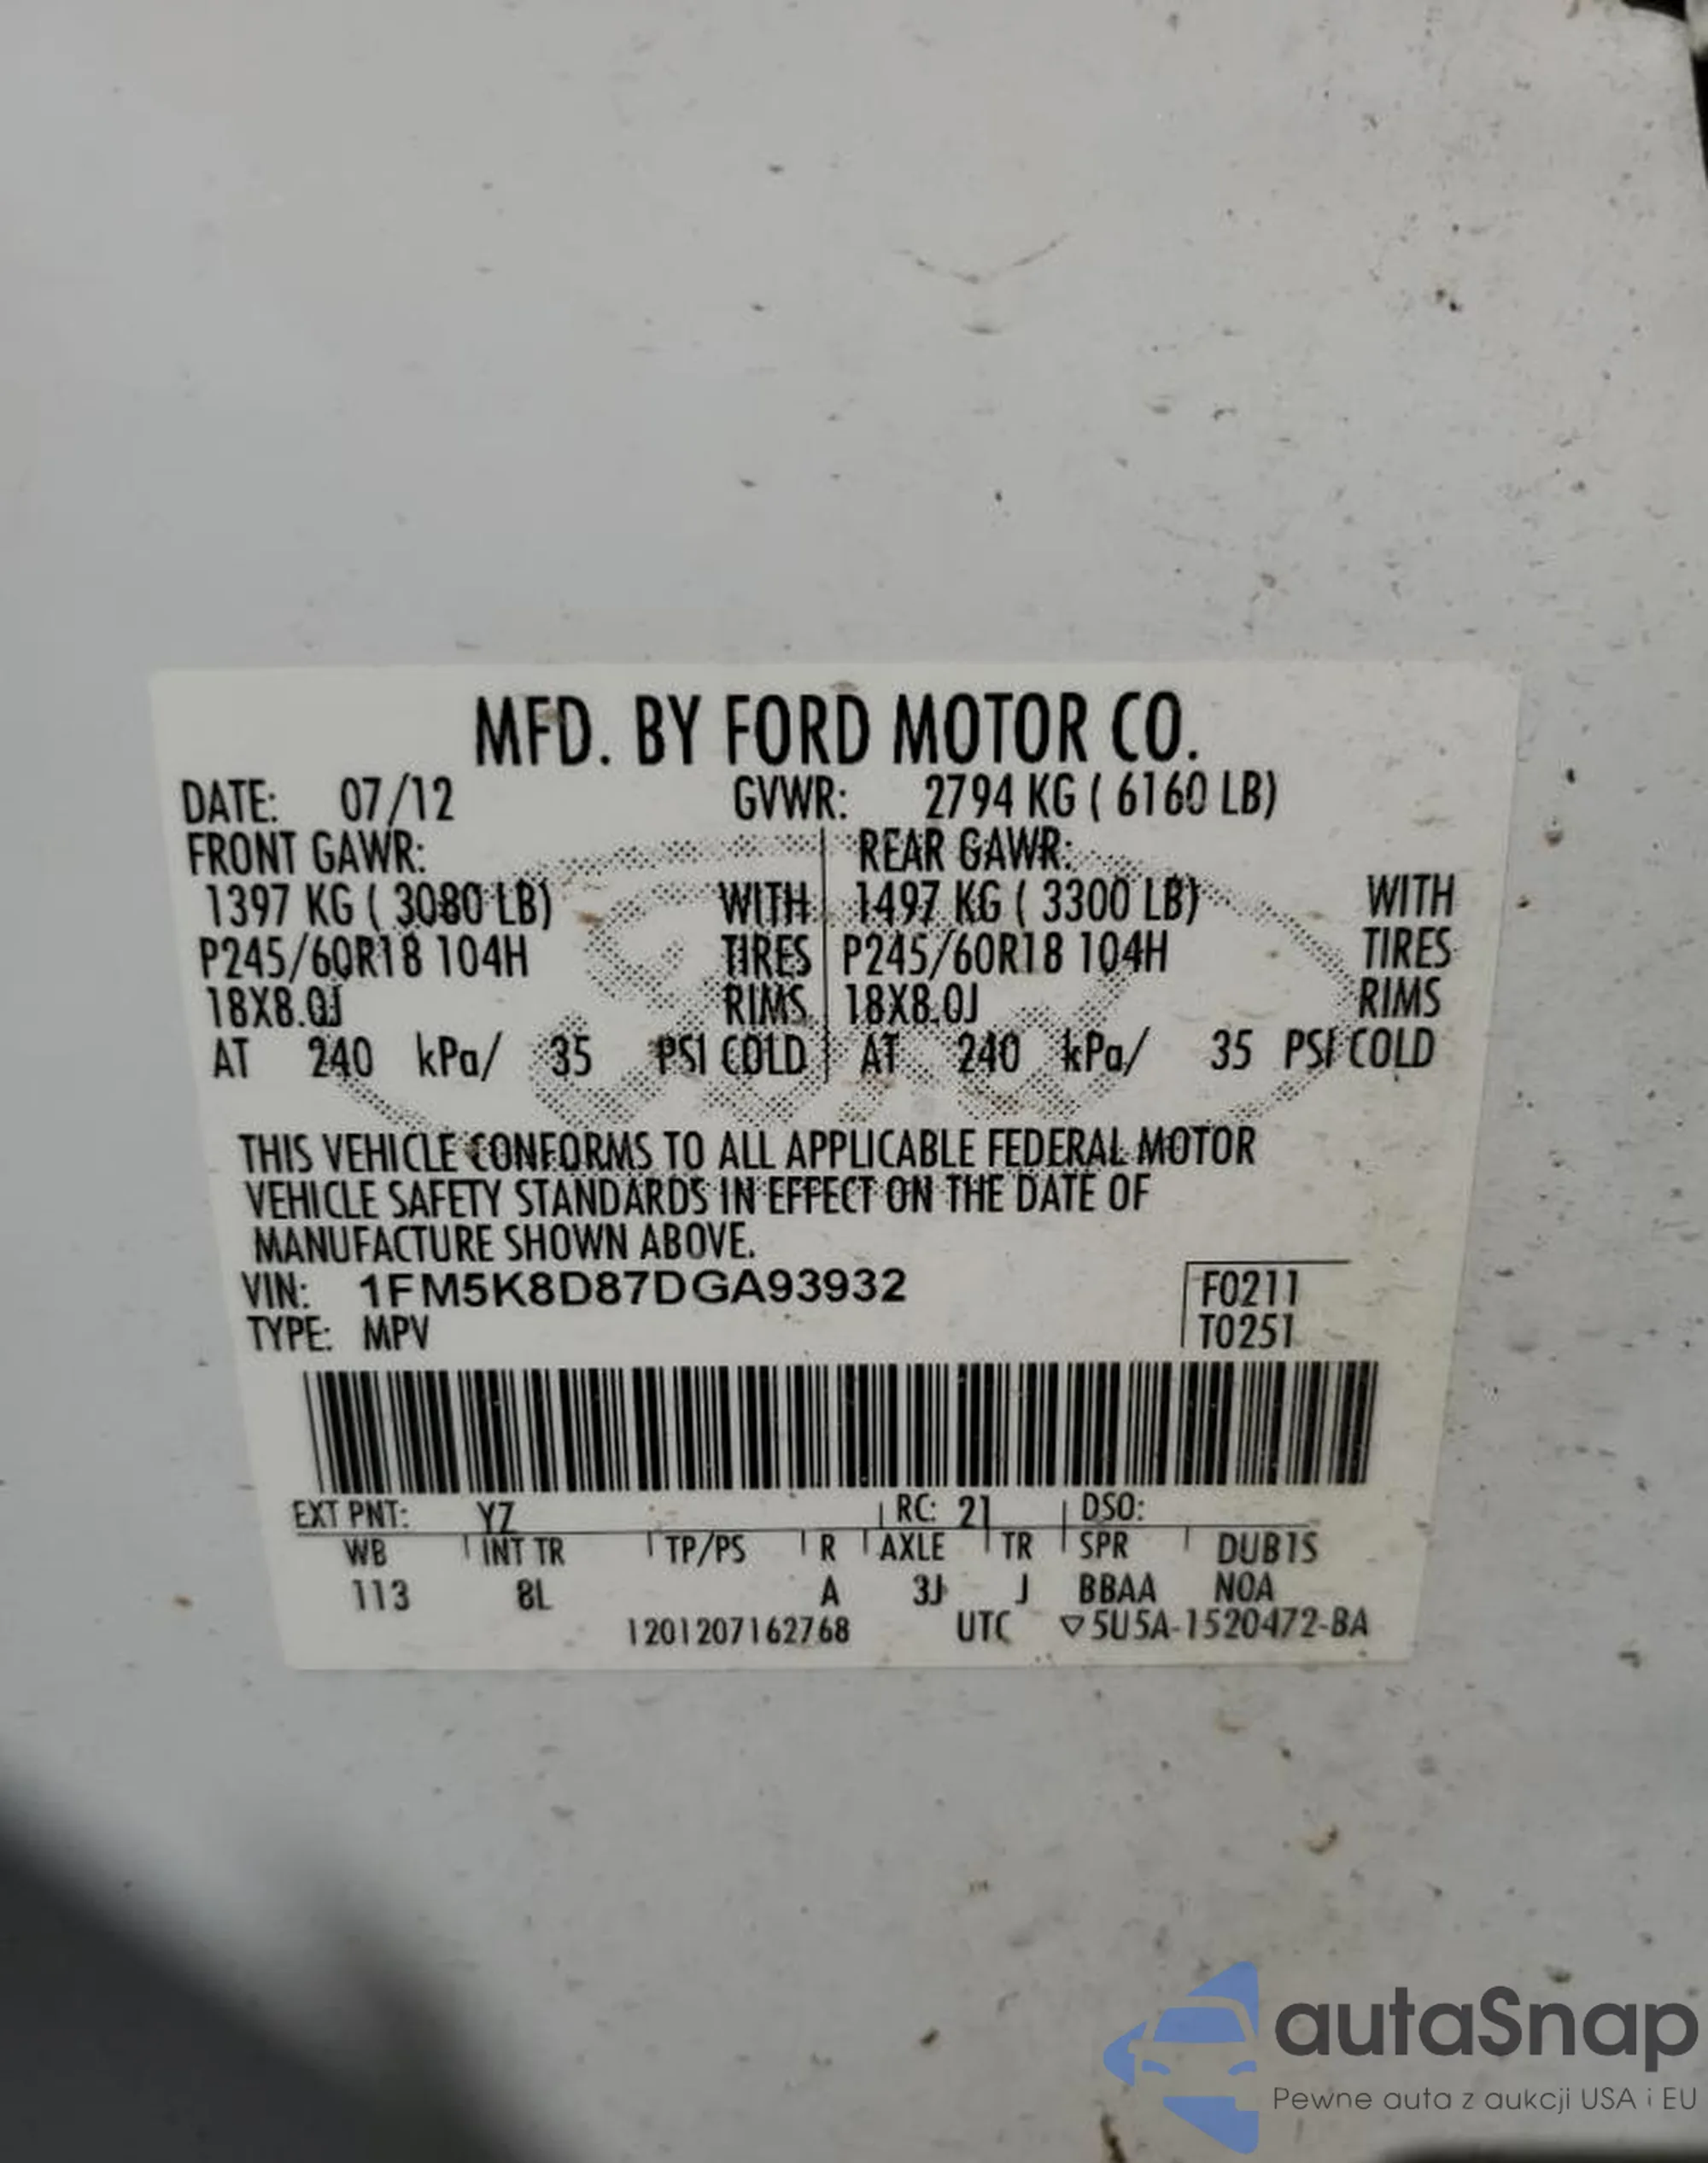 MFD. BY FORD MOTOR CO.
DATE: 07/12 GVWR: 2794 KG ( 6160 LB)
FRONT GAWR: REAR GAWR:
1397 KG ( 3080 LB) WITH 1497 KG ( 3300 LB) WITH
P245/60R18 104H TIRES P245/60R18 104H TIRES
18X8.0J RIMS 18X8.0J RIMS
AT 240 kPa/ 35 PSI COLD AT 240 kPa/ 35 PSI COLD
THIS VEHICLE CONFORMS TO ALL APPLICABLE FEDERAL MOTOR
VEHICLE SAFETY STANDARDS IN EFFECT ON THE DATE OF
MANUFACTURE SHOWN ABOVE.
VIN: 1FM5K8D87DGA93932 F0211
TYPE: MPV T0251
EXT PNT: YZ RC: 21 DSO:
WB INT TR TP/PS R AXLE TR SPR DUB1S
113 8L A 3J J BBAA NOA
1201207162768 UTC ▽5U5A-1520472-BA
autaSnap
Pewne auta z aukcji USA i EU